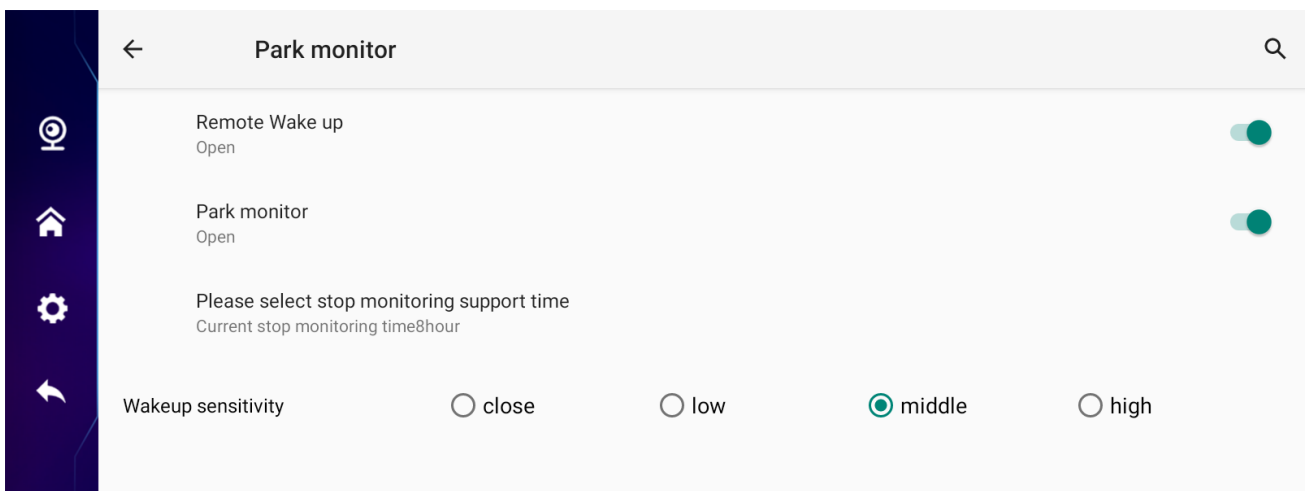 Park monitor
Remote Wake up
Open
Park monitor
Open
Please select stop monitoring support time
Current stop monitoring time8hour
Wakeup sensitivity close low middle high